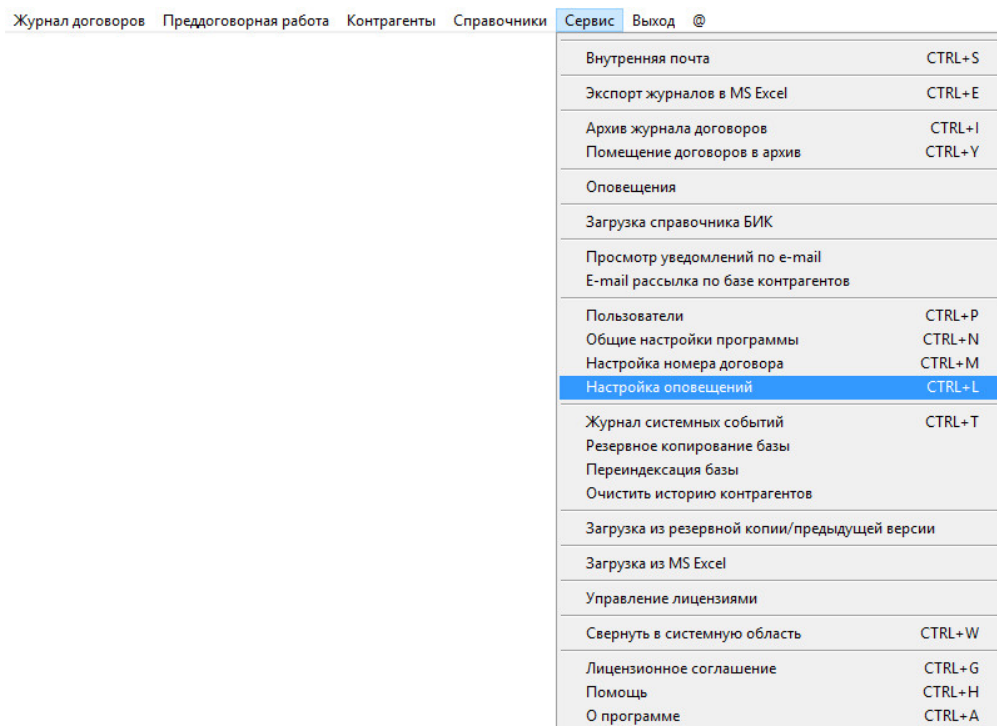 Журнал договоров Преддоговорная работа Контрагенты Справочники Сервис Выход @
Внутренняя почта CTRL+S
Экспорт журналов в MS Excel CTRL+E
Архив журнала договоров CTRL+I
Помещение договоров в архив CTRL+Y
Оповещения
Загрузка справочника БИК
Просмотр уведомлений по e-mail
E-mail рассылка по базе контрагентов
Пользователи CTRL+P
Общие настройки программы CTRL+N
Настройка номера договора CTRL+M
Настройка оповещений CTRL+L
Журнал системных событий CTRL+T
Резервное копирование базы
Переиндексация базы
Очистить историю контрагентов
Загрузка из резервной копии/предыдущей версии
Загрузка из MS Excel
Управление лицензиями
Свернуть в системную область CTRL+W
Лицензионное соглашение CTRL+G
Помощь CTRL+H
О программе CTRL+A